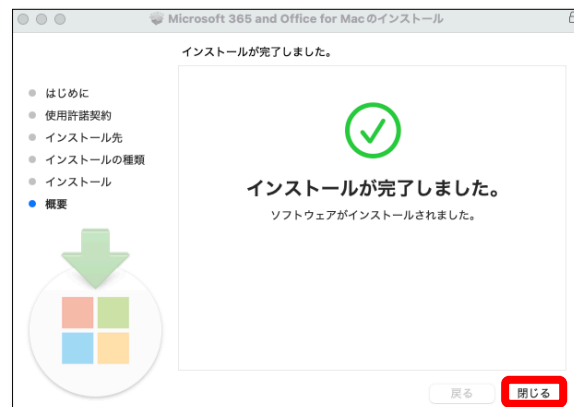 Microsoft 365 and Office for Macのインストール
インストールが完了しました。
はじめに
使用許諾契約
インストール先
インストールの種類
インストール
概要
インストールが完了しました。
ソフトウェアがインストールされました。
戻る
閉じる